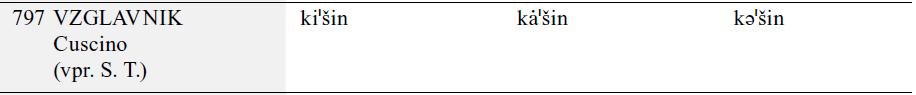 797 VZGLAVNIK kiˈšin kȧˈšin kəˈšin
Cuscino
(vpr. S. T.)